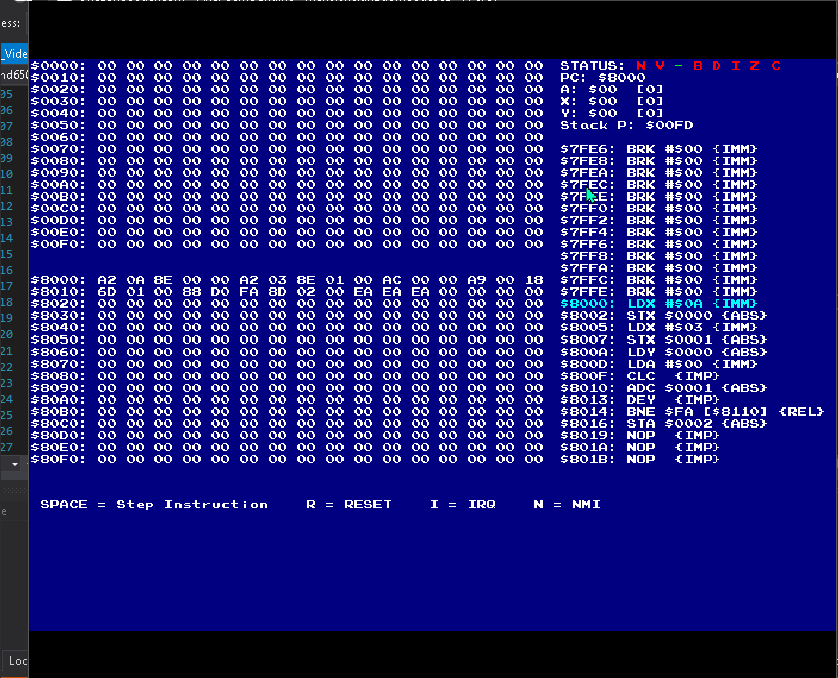 ess:
_Vide
nd650
05
06
07
08
09
10
11
12
13
14
15
16
17
18
19
20
21
22
23
24
25
26
27
e
Loc
$0000: 00 00 00 00 00 00 00 00 00 00 00 00 00 00 00 00
$0010: 00 00 00 00 00 00 00 00 00 00 00 00 00 00 00 00
$0020: 00 00 00 00 00 00 00 00 00 00 00 00 00 00 00 00
$0030: 00 00 00 00 00 00 00 00 00 00 00 00 00 00 00 00
$0040: 00 00 00 00 00 00 00 00 00 00 00 00 00 00 00 00
$0050: 00 00 00 00 00 00 00 00 00 00 00 00 00 00 00 00
$0060: 00 00 00 00 00 00 00 00 00 00 00 00 00 00 00 00
$0070: 00 00 00 00 00 00 00 00 00 00 00 00 00 00 00 00
$0080: 00 00 00 00 00 00 00 00 00 00 00 00 00 00 00 00
$0090: 00 00 00 00 00 00 00 00 00 00 00 00 00 00 00 00
$00A0: 00 00 00 00 00 00 00 00 00 00 00 00 00 00 00 00
$00B0: 00 00 00 00 00 00 00 00 00 00 00 00 00 00 00 00
$00C0: 00 00 00 00 00 00 00 00 00 00 00 00 00 00 00 00
$00D0: 00 00 00 00 00 00 00 00 00 00 00 00 00 00 00 00
$00E0: 00 00 00 00 00 00 00 00 00 00 00 00 00 00 00 00
$00F0: 00 00 00 00 00 00 00 00 00 00 00 00 00 00 00 00
$8000: A2 0A 8E 00 00 A2 03 8E 01 00 AC 00 00 A9 00 18
$8010: 6D 01 00 88 D0 FA 8D 02 00 EA EA EA 00 00 00 00
$8020: 00 00 00 00 00 00 00 00 00 00 00 00 00 00 00 00
$8030: 00 00 00 00 00 00 00 00 00 00 00 00 00 00 00 00
$8040: 00 00 00 00 00 00 00 00 00 00 00 00 00 00 00 00
$8050: 00 00 00 00 00 00 00 00 00 00 00 00 00 00 00 00
$8060: 00 00 00 00 00 00 00 00 00 00 00 00 00 00 00 00
$8070: 00 00 00 00 00 00 00 00 00 00 00 00 00 00 00 00
$8080: 00 00 00 00 00 00 00 00 00 00 00 00 00 00 00 00
$8090: 00 00 00 00 00 00 00 00 00 00 00 00 00 00 00 00
$80A0: 00 00 00 00 00 00 00 00 00 00 00 00 00 00 00 00
$80B0: 00 00 00 00 00 00 00 00 00 00 00 00 00 00 00 00
$80C0: 00 00 00 00 00 00 00 00 00 00 00 00 00 00 00 00
$80D0: 00 00 00 00 00 00 00 00 00 00 00 00 00 00 00 00
$80E0: 00 00 00 00 00 00 00 00 00 00 00 00 00 00 00 00
$80F0: 00 00 00 00 00 00 00 00 00 00 00 00 00 00 00 00
STATUS: N V - B D I Z C
PC: $8000
A: $00 [0]
X: $00 [0]
Y: $00 [0]
Stack P: $00FD
$7FE6: BRK #$00 {IMM}
$7FE8: BRK #$00 {IMM}
$7FEA: BRK #$00 {IMM}
$7FEC: BRK #$00 {IMM}
$7FEE: BRK #$00 {IMM}
$7FF0: BRK #$00 {IMM}
$7FF2: BRK #$00 {IMM}
$7FF4: BRK #$00 {IMM}
$7FF6: BRK #$00 {IMM}
$7FF8: BRK #$00 {IMM}
$7FFA: BRK #$00 {IMM}
$7FFC: BRK #$00 {IMM}
$7FFE: BRK #$00 {IMM}
$8000: LDX #$0A {IMM}
$8002: STX $0000 {ABS}
$8005: LDX #$03 {IMM}
$8007: STX $0001 {ABS}
$800A: LDY $0000 {ABS}
$800D: LDA #$00 {IMM}
$800F: CLC {IMP}
$8010: ADC $0001 {ABS}
$8013: DEY {IMP}
$8014: BNE $FA [$8110] {REL}
$8016: STA $0002 {ABS}
$8019: NOP {IMP}
$801A: NOP {IMP}
$801B: NOP {IMP}
SPACE = Step Instruction R = RESET I = IRQ N = NMI